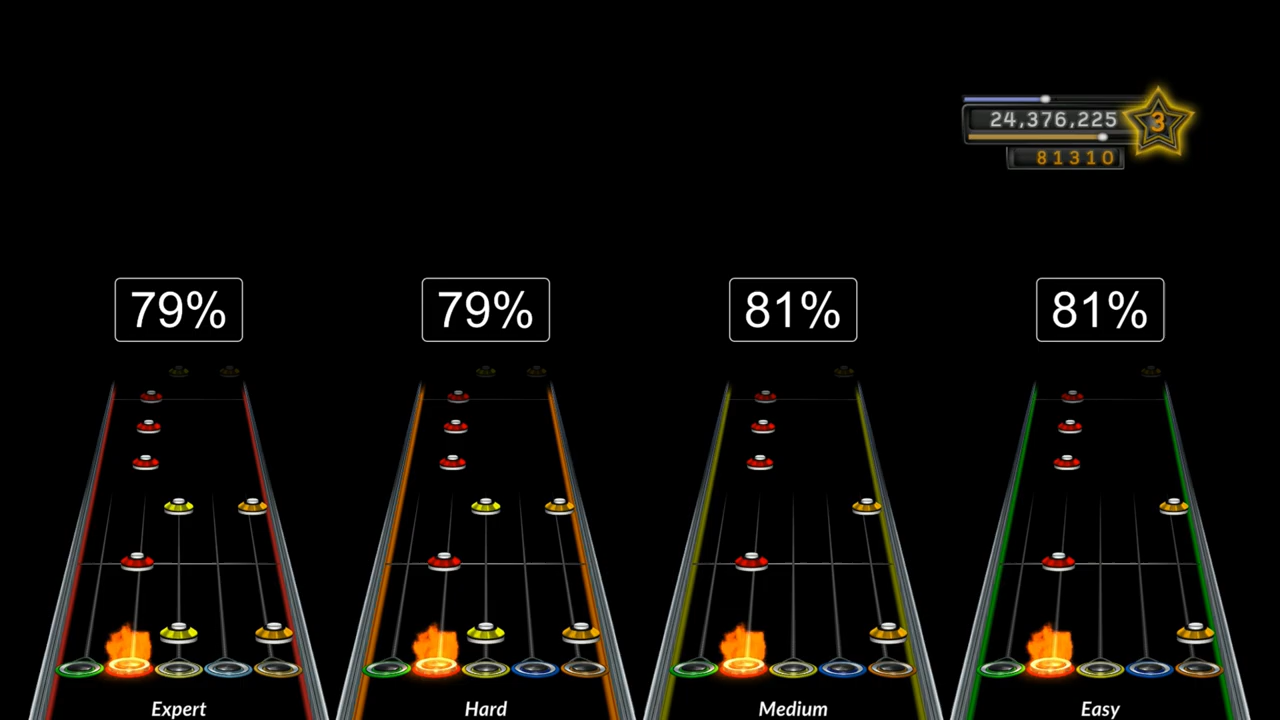 24,376,225
3
81310
79%
79%
81%
81%
Expert
Hard
Medium
Easy